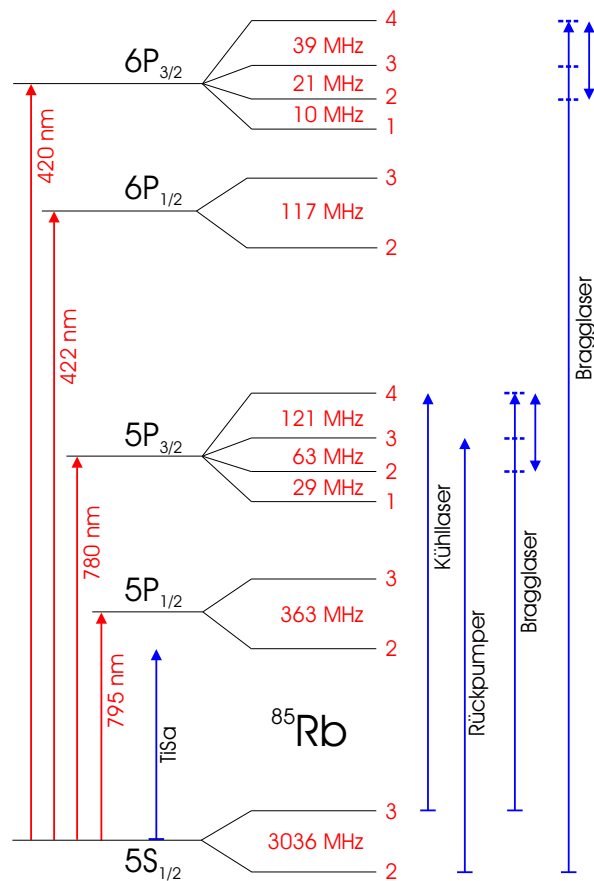 4
39 MHz
6P3/2
3
21 MHz
2
10 MHz
1
420 nm
3
6P1/2
117 MHz
2
422 nm
Bragglaser
4
121 MHz
5P3/2
3
63 MHz
2
29 MHz
1
780 nm
Kühllaser
Bragglaser
3
5P1/2
363 MHz
2
795 nm
TiSa
Rückpumper
85Rb
3
3036 MHz
5S1/2
2